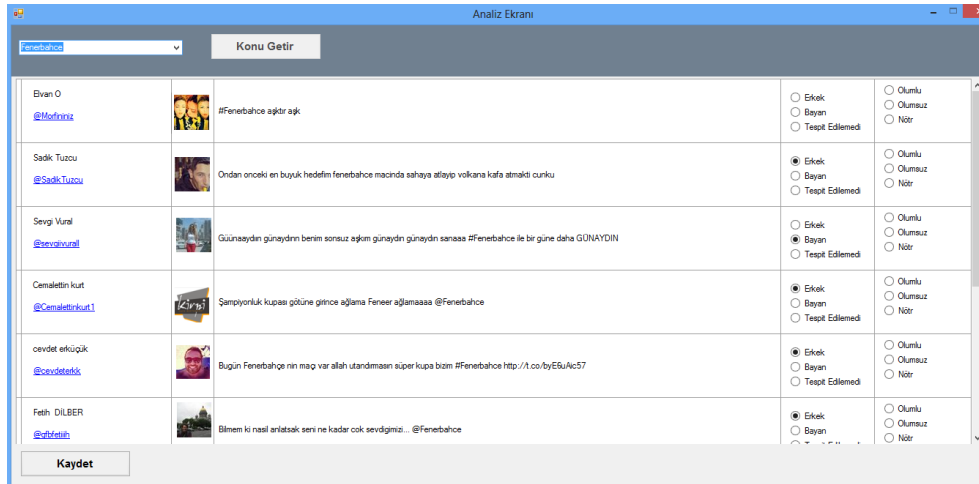 Analiz Ekranı
Fenerbahce
Konu Getir
Elvan O
@Morfininiz
#Fenerbahce aşktır aşk
Erkek
Bayan
Tespit Edilemedi
Olumlu
Olumsuz
Nötr
Sadik Tuzcu
@SadikTuzcu
Ondan onceki en buyuk hedefim fenerbahce macinda sahaya atlayip volkana kafa atmakti cunku
Erkek
Bayan
Tespit Edilemedi
Olumlu
Olumsuz
Nötr
Sevgi Vural
@sevgiivurall
Güünaaydın günaydınn benim sonsuz aşkım günaydın günaydın sanaaa #Fenerbahce ile bir güne daha GÜNAYDIN
Erkek
Bayan
Tespit Edilemedi
Olumlu
Olumsuz
Nötr
Cemalettin kurt
@Cemalettinkurt1
Kirpi
Şampiyonluk kupası götüne girince ağlama Feneer ağlamaaaa @Fenerbahce
Erkek
Bayan
Tespit Edilemedi
Olumlu
Olumsuz
Nötr
cevdet erküçük
@cevdeterkk
Bugün Fenerbahçe nin maçı var allah utandırmasın süper kupa bizim #Fenerbahce http://t.co/byE6uAic57
Erkek
Bayan
Tespit Edilemedi
Olumlu
Olumsuz
Nötr
Fetih DİLBER
@gfbfetiiih
Bilmem ki nasil anlatsak seni ne kadar cok sevdigimizi... @Fenerbahce
Erkek
Bayan
Olumlu
Olumsuz
Nötr
Kaydet